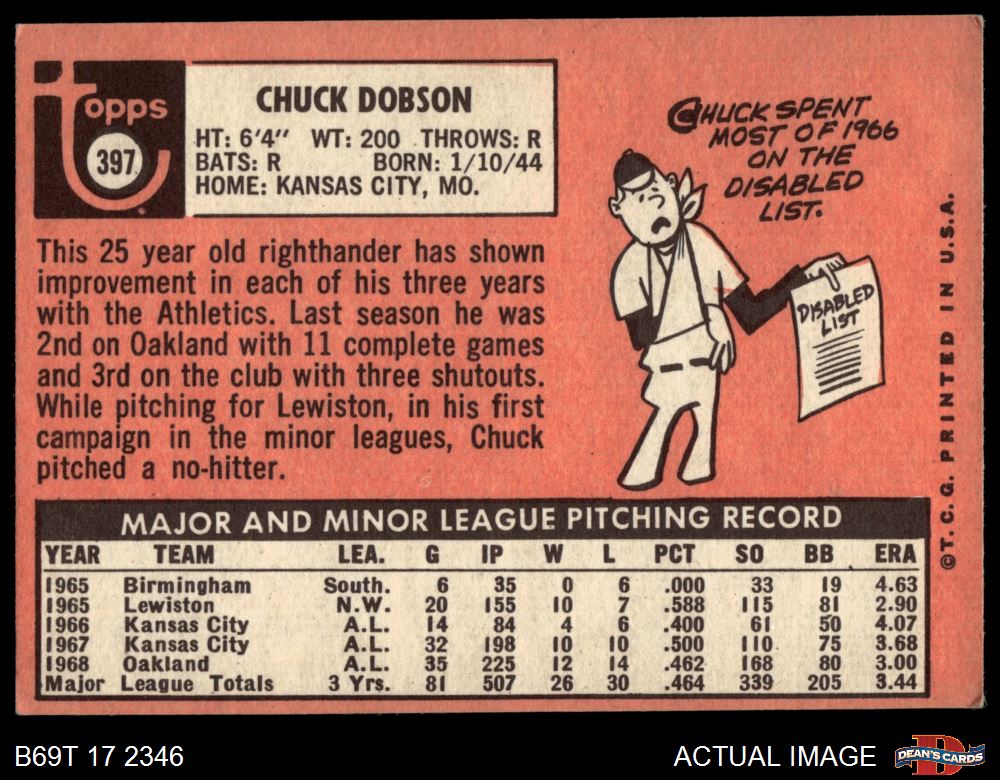 Topps
397
CHUCK DOBSON
HT: 6'4" WT: 200 THROWS: R
BATS: R BORN: 1/10/44
HOME: KANSAS CITY, MO.
This 25 year old righthander has shown
improvement in each of his three years
with the Athletics. Last season he was
2nd on Oakland with 11 complete games
and 3rd on the club with three shutouts.
While pitching for Lewiston, in his first
campaign in the minor leagues, Chuck
pitched a no-hitter.
CHUCK SPENT
MOST OF 1966
ON THE
DISABLED
LIST.
DISABLED
LIST
©T.C.G. PRINTED IN U.S.A.
MAJOR AND MINOR LEAGUE PITCHING RECORD
YEAR TEAM LEA. G IP W L PCT SO BB ERA
1965 Birmingham South. 6 35 0 6 .000 33 19 4.63
1965 Lewiston N.W. 20 155 10 7 .588 115 81 2.90
1966 Kansas City A.L. 14 84 4 6 .400 61 50 4.07
1967 Kansas City A.L. 32 198 10 10 .500 110 75 3.68
1968 Oakland A.L. 35 225 12 14 .462 168 80 3.00
Major League Totals 3 Yrs. 81 507 26 30 .464 339 205 3.44
B69T 17 2346
ACTUAL IMAGE
D
DEAN'S CARDS